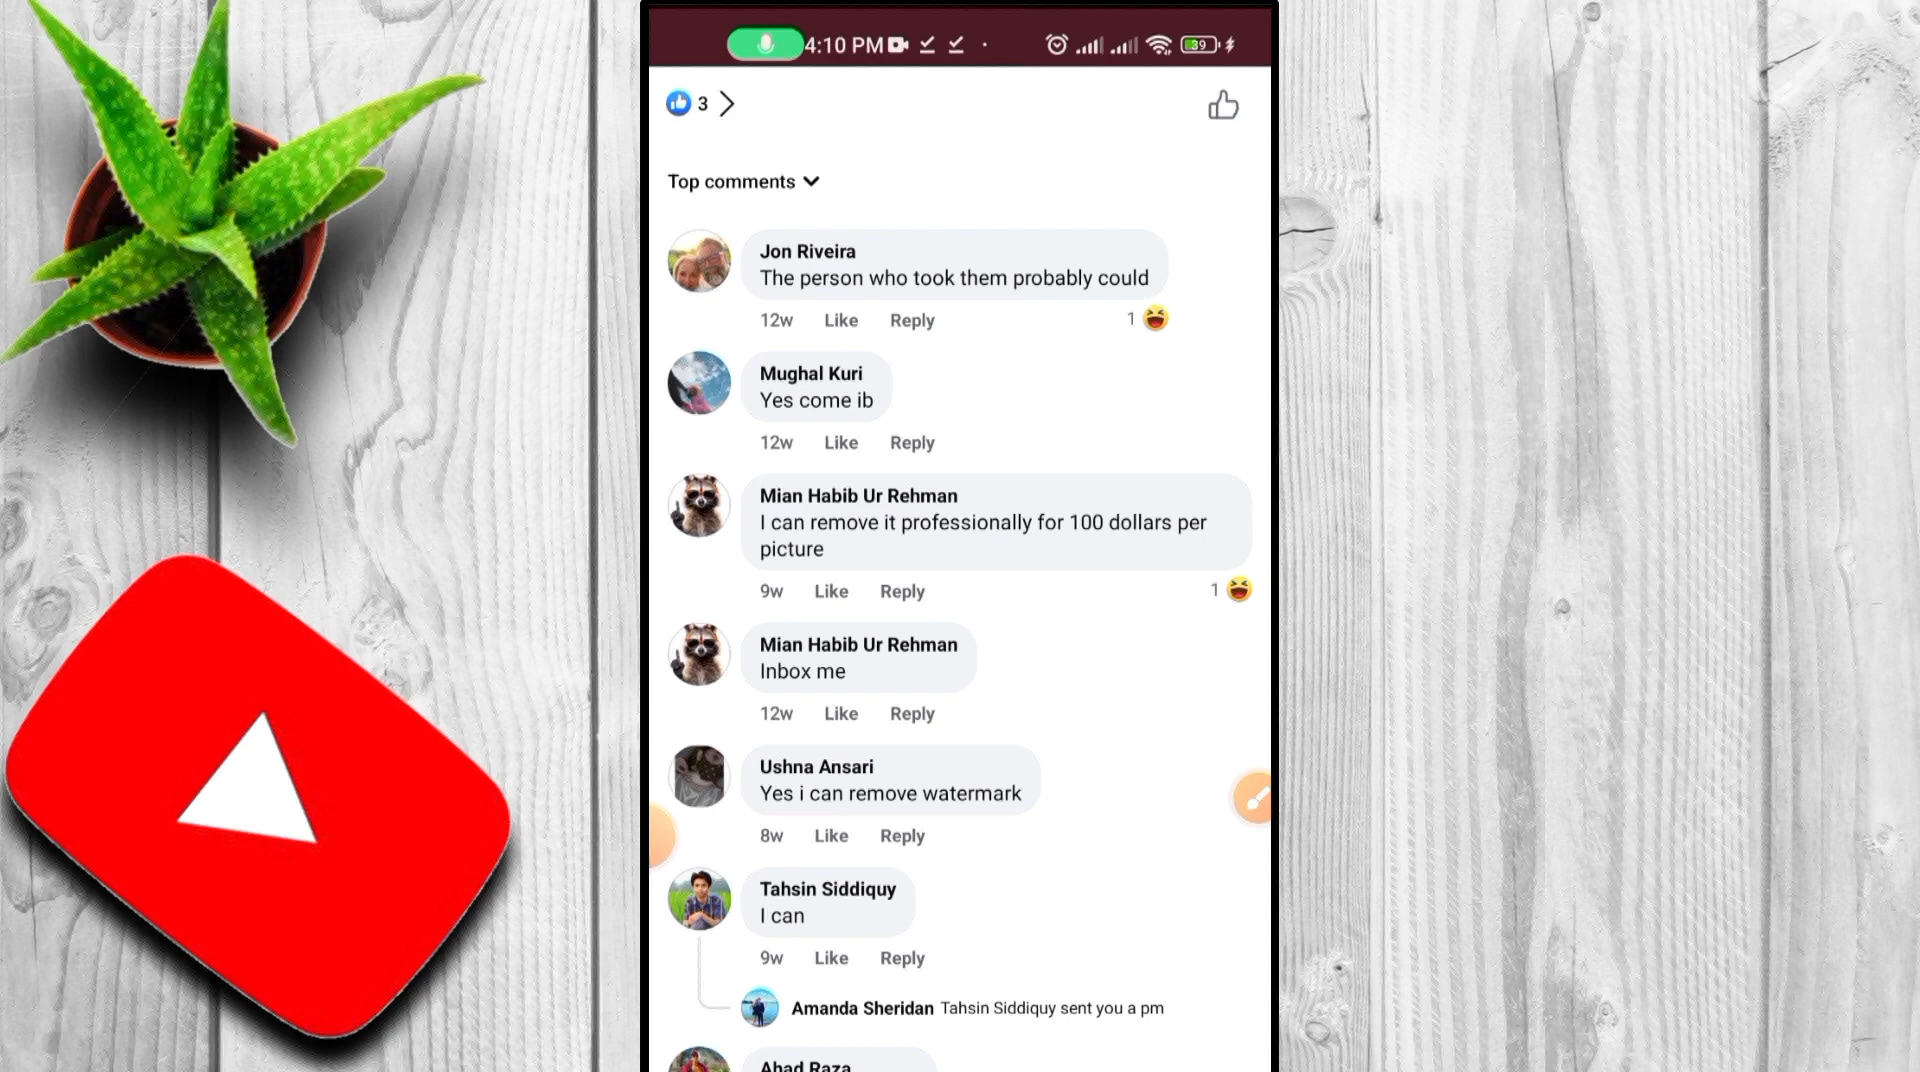 4:10 PM
39
3
Top comments
Jon Riveira
The person who took them probably could
12w Like Reply 1
Mughal Kuri
Yes come ib
12w Like Reply
Mian Habib Ur Rehman
I can remove it professionally for 100 dollars per
picture
9w Like Reply 1
Mian Habib Ur Rehman
Inbox me
12w Like Reply
Ushna Ansari
Yes i can remove watermark
8w Like Reply
Tahsin Siddiquy
I can
9w Like Reply
Amanda Sheridan Tahsin Siddiquy sent you a pm
Ahad Raza